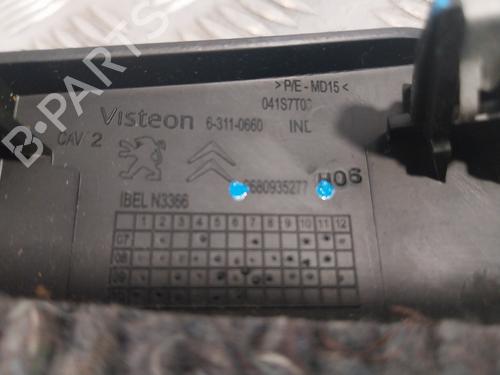 >P/E-MD15<
041S7T0
Visteon 6-311-0660 IND
CAV 2
9680935277 H06
IBEL N3366
1 2 3 4 5 6 7 8 9 10 11 12
07
08
09
B-PARTS